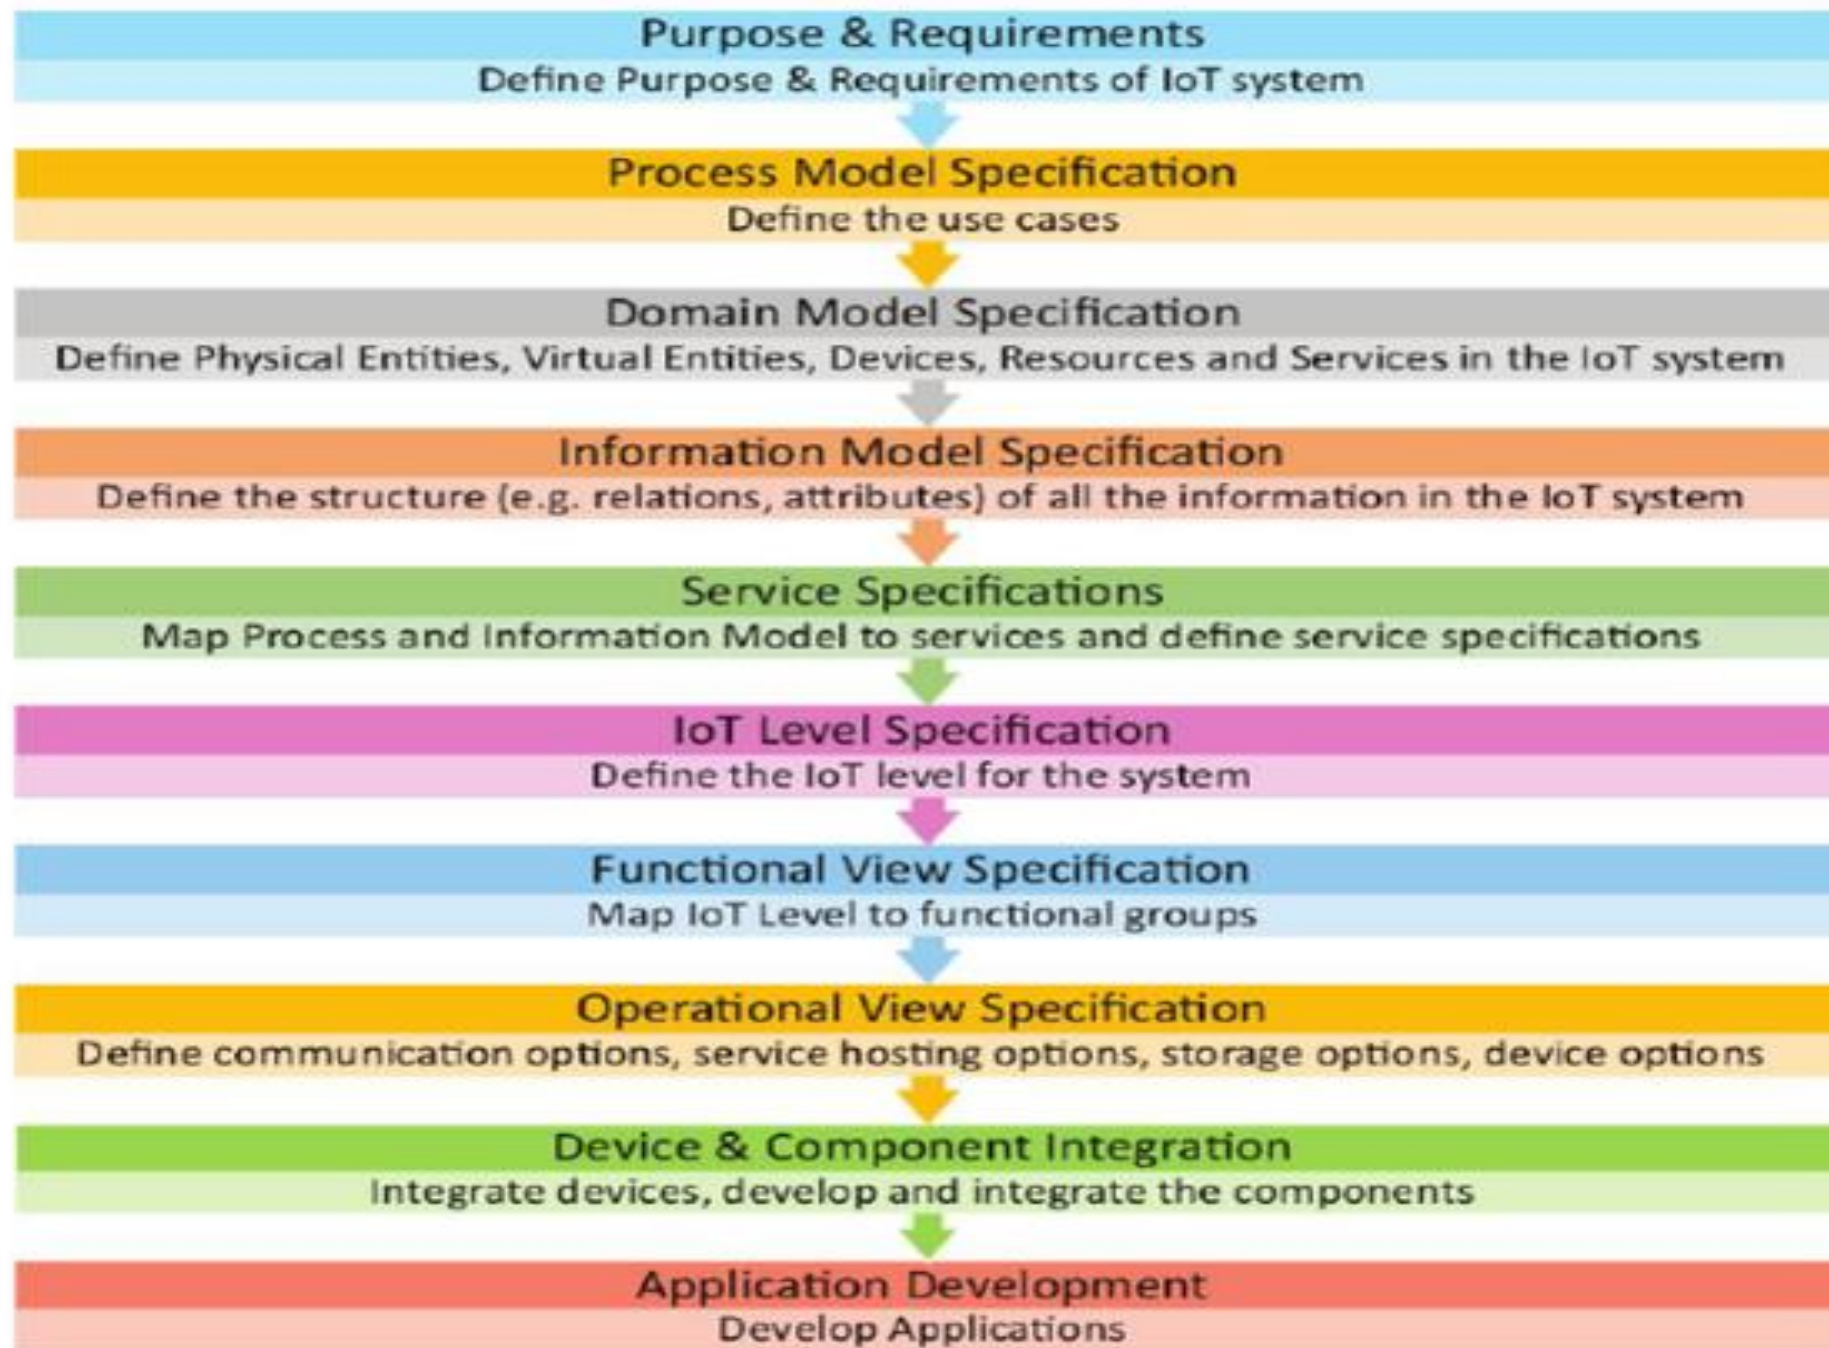 Purpose & Requirements
Define Purpose & Requirements of IoT system
Process Model Specification
Define the use cases
Domain Model Specification
Define Physical Entities, Virtual Entities, Devices, Resources and Services in the IoT system
Information Model Specification
Define the structure (e.g. relations, attributes) of all the information in the IoT system
Service Specifications
Map Process and Information Model to services and define service specifications
IoT Level Specification
Define the IoT level for the system
Functional View Specification
Map IoT Level to functional groups
Operational View Specification
Define communication options, service hosting options, storage options, device options
Device & Component Integration
Integrate devices, develop and integrate the components
Application Development
Develop Applications